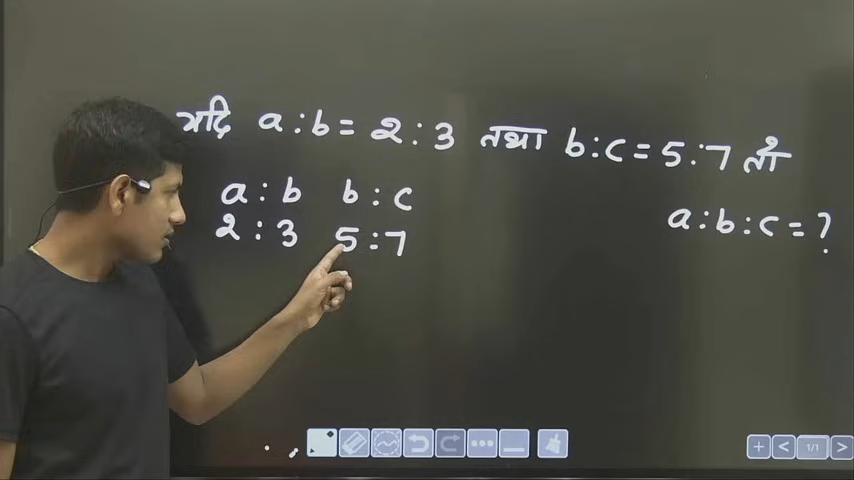 यदि a:b = 2:3 तथा b:c = 5:7 तो
a:b b:c
2:3 5:7
a:b:c = ?
1/1